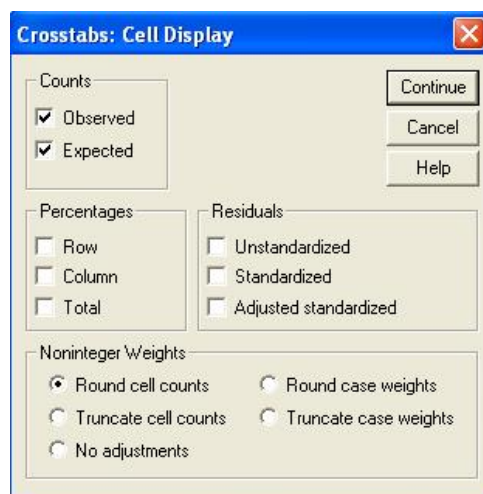 Crosstabs: Cell Display
Counts
Observed
Expected
Continue
Cancel
Help
Percentages
Row
Column
Total
Residuals
Unstandardized
Standardized
Adjusted standardized
Noninteger Weights
Round cell counts
Round case weights
Truncate cell counts
Truncate case weights
No adjustments